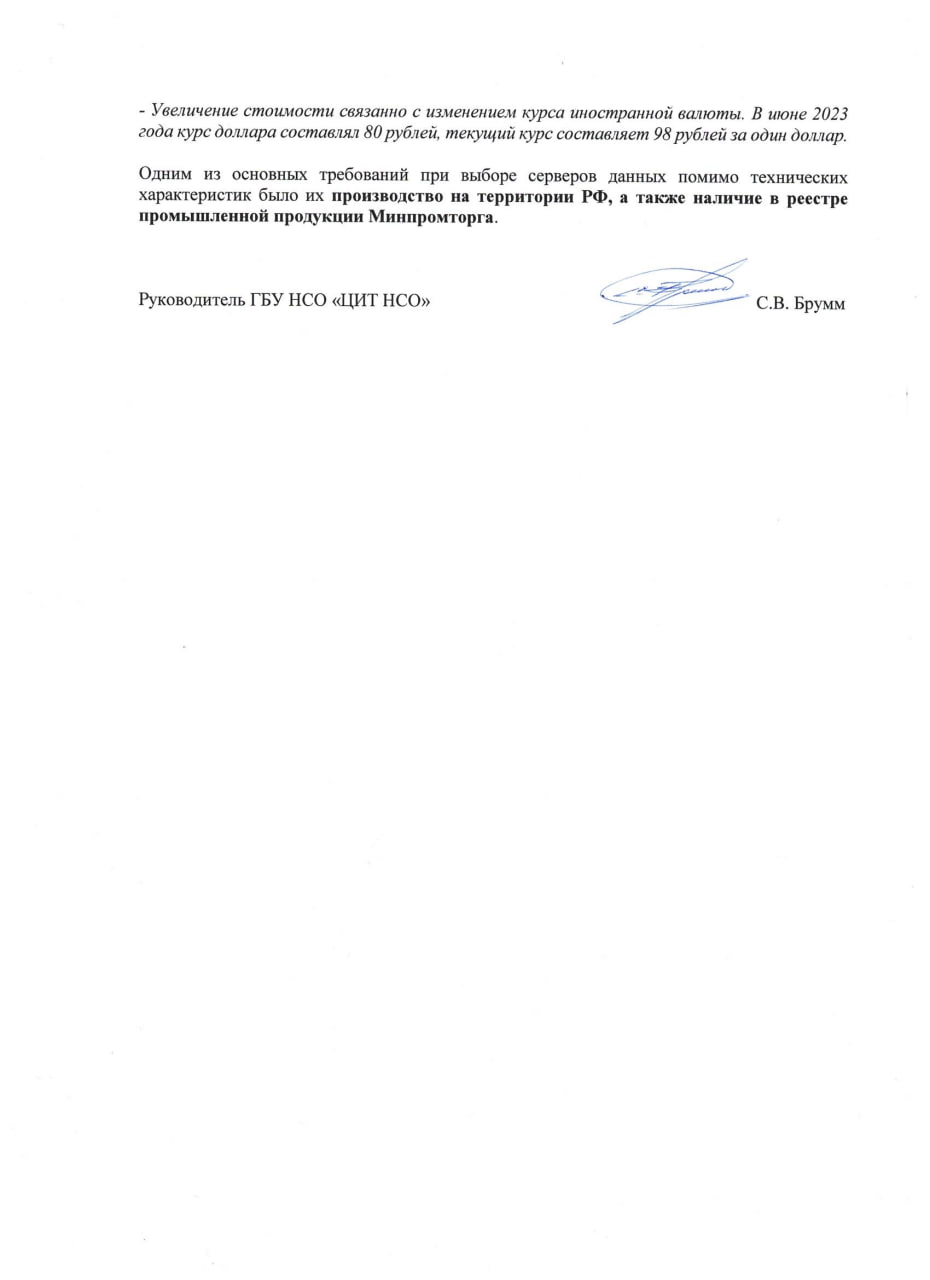 - Увеличение стоимости связанно с изменением курса иностранной валюты. В июне 2023
года курс доллара составлял 80 рублей, текущий курс составляет 98 рублей за один доллар.
Одним из основных требований при выборе серверов данных помимо технических
характеристик было их производство на территории РФ, а также наличие в реестре
промышленной продукции Минпромторга.
Руководитель ГБУ НСО «ЦИТ НСО»
С.В. Брумм